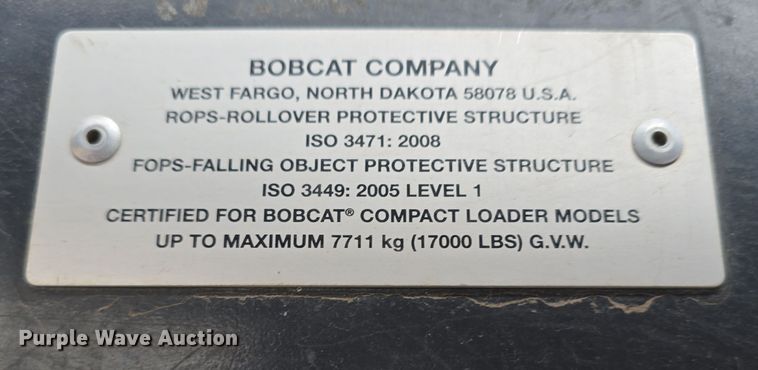 BOBCAT COMPANY
WEST FARGO, NORTH DAKOTA 58078 U.S.A.
ROPS-ROLLOVER PROTECTIVE STRUCTURE
ISO 3471: 2008
FOPS-FALLING OBJECT PROTECTIVE STRUCTURE
ISO 3449: 2005 LEVEL 1
CERTIFIED FOR BOBCAT® COMPACT LOADER MODELS
UP TO MAXIMUM 7711 kg (17000 LBS) G.V.W.
Purple Wave Auction